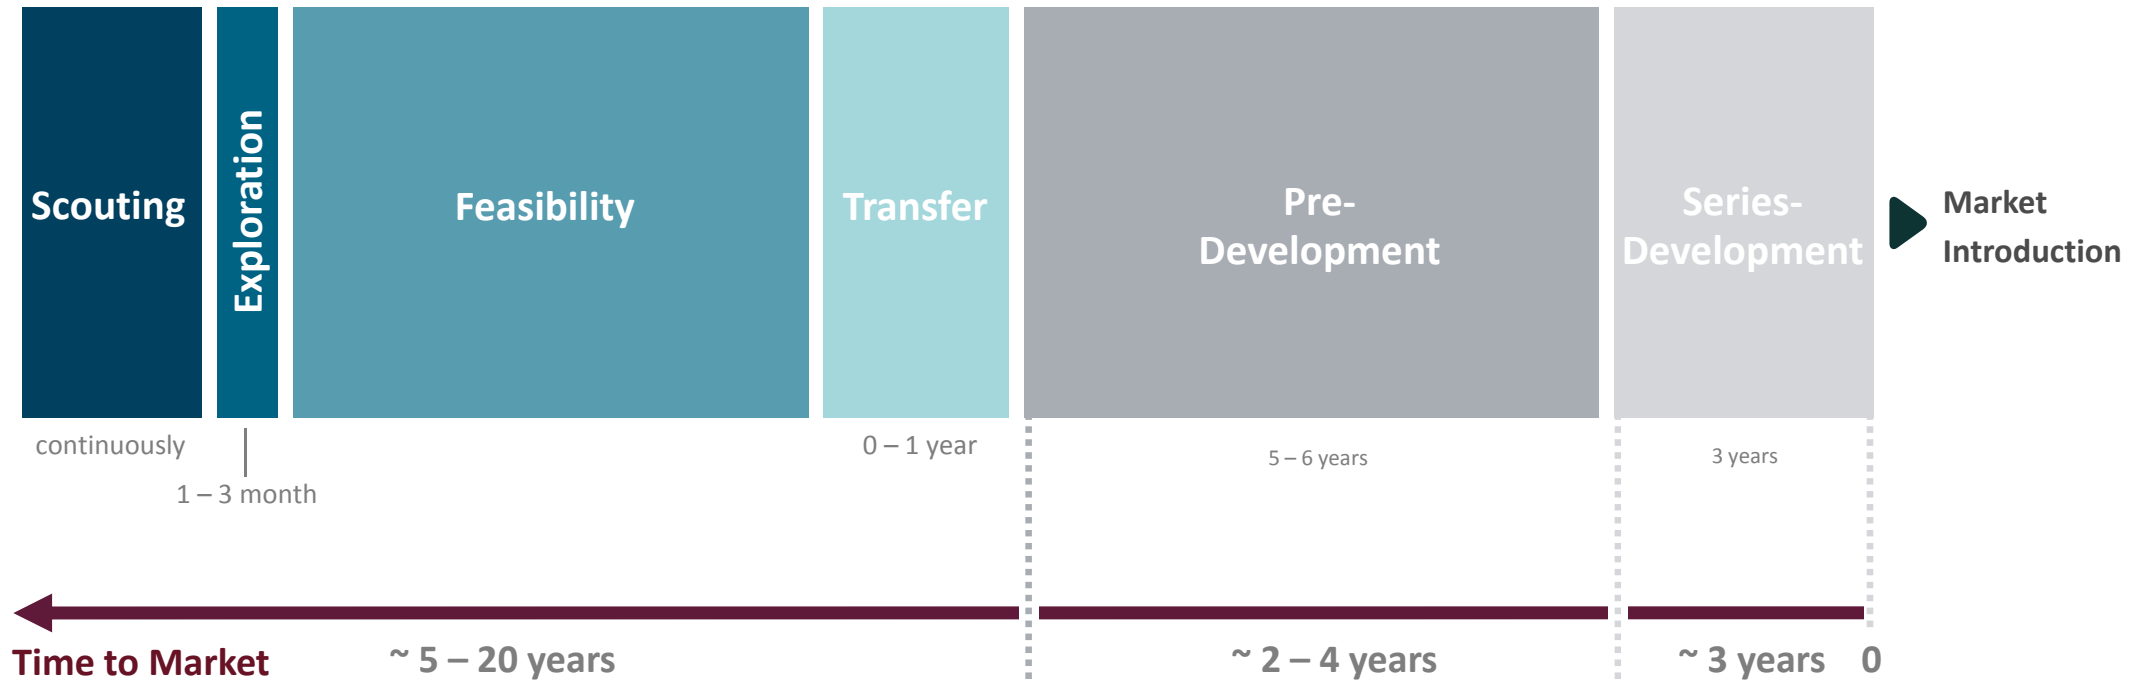 Scouting
Exploration
Feasibility
Transfer
Pre-
Development
Series-
Development
Market
Introduction
continuously
1 – 3 month
0 – 1 year
5 – 6 years
3 years
Time to Market
~ 5 – 20 years
~ 2 – 4 years
~ 3 years
0